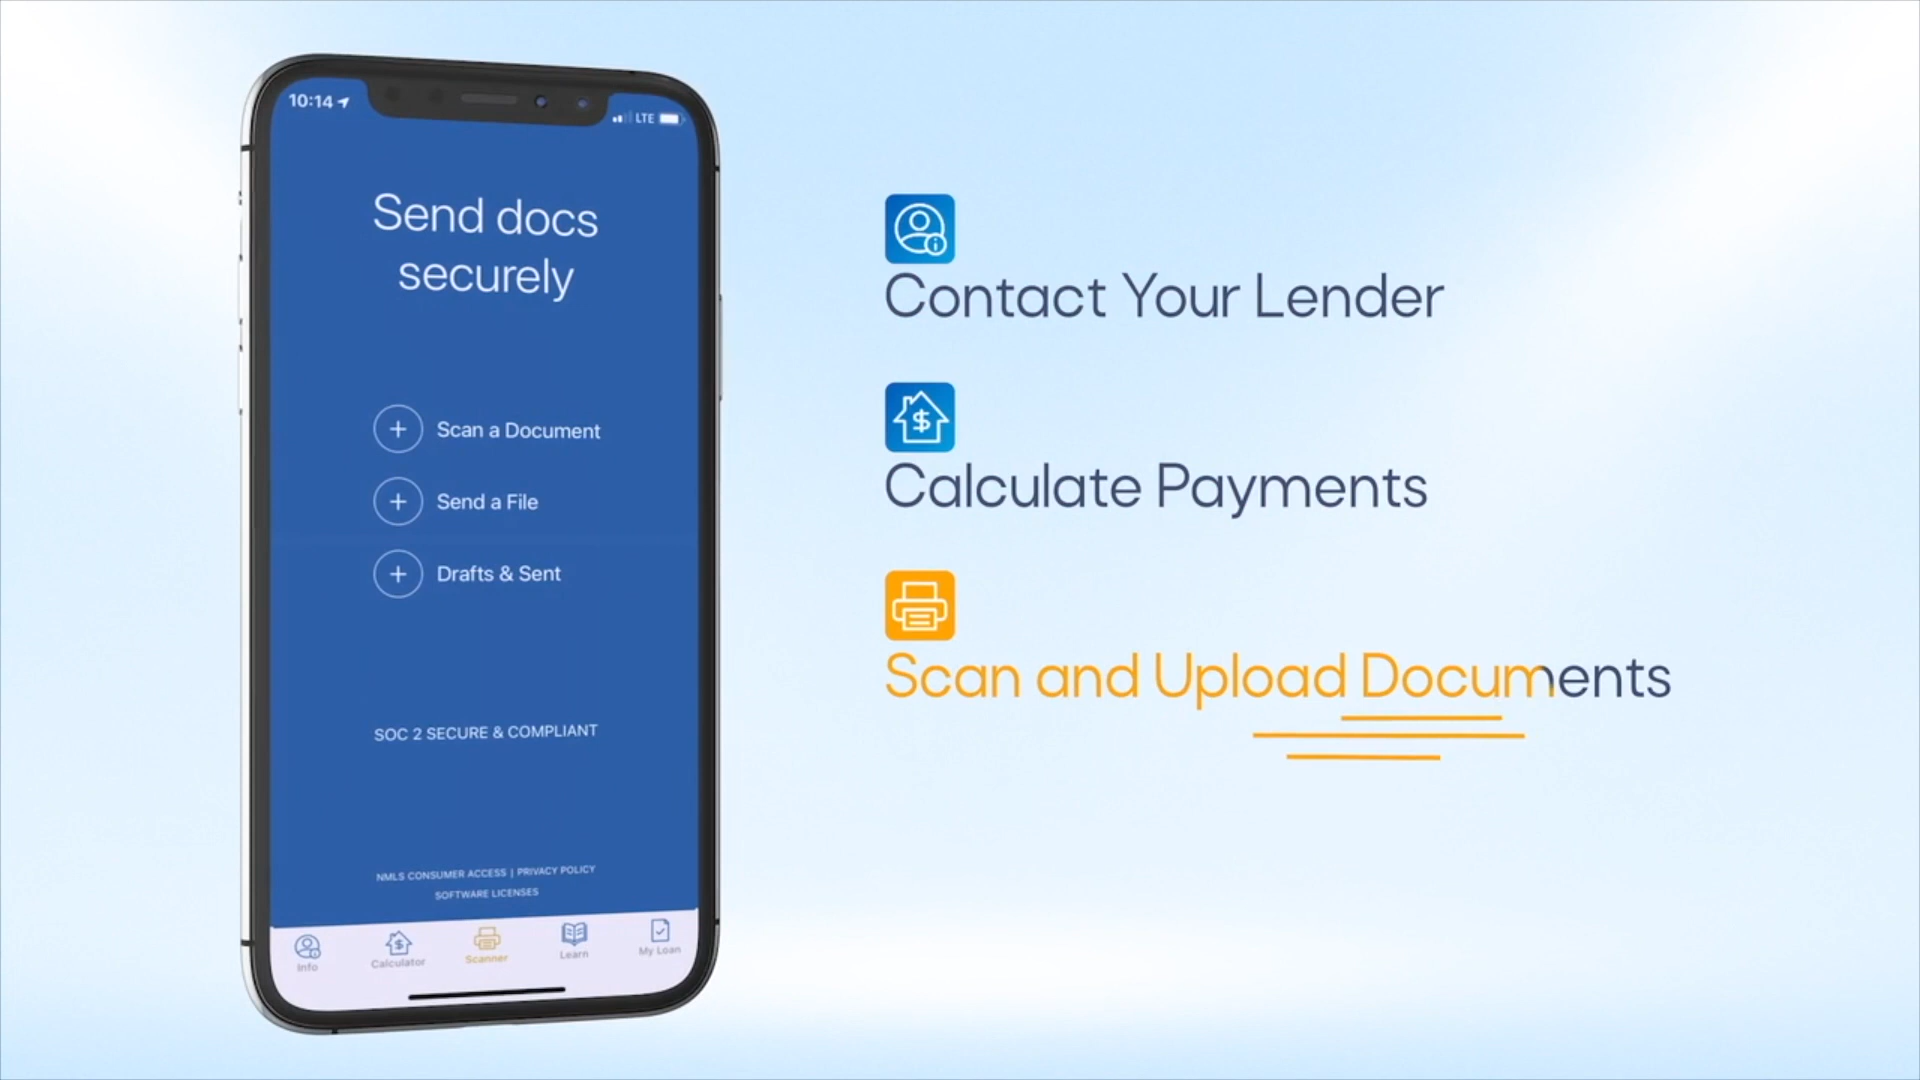 10:14
LTE
Send docs
securely
Scan a Document
Send a File
Drafts & Sent
SOC 2 SECURE & COMPLIANT
NMLS CONSUMER ACCESS | PRIVACY POLICY
SOFTWARE LICENSES
Info
Calculator
Scanner
Learn
My Loan
Contact Your Lender
Calculate Payments
Scan and Upload Documents